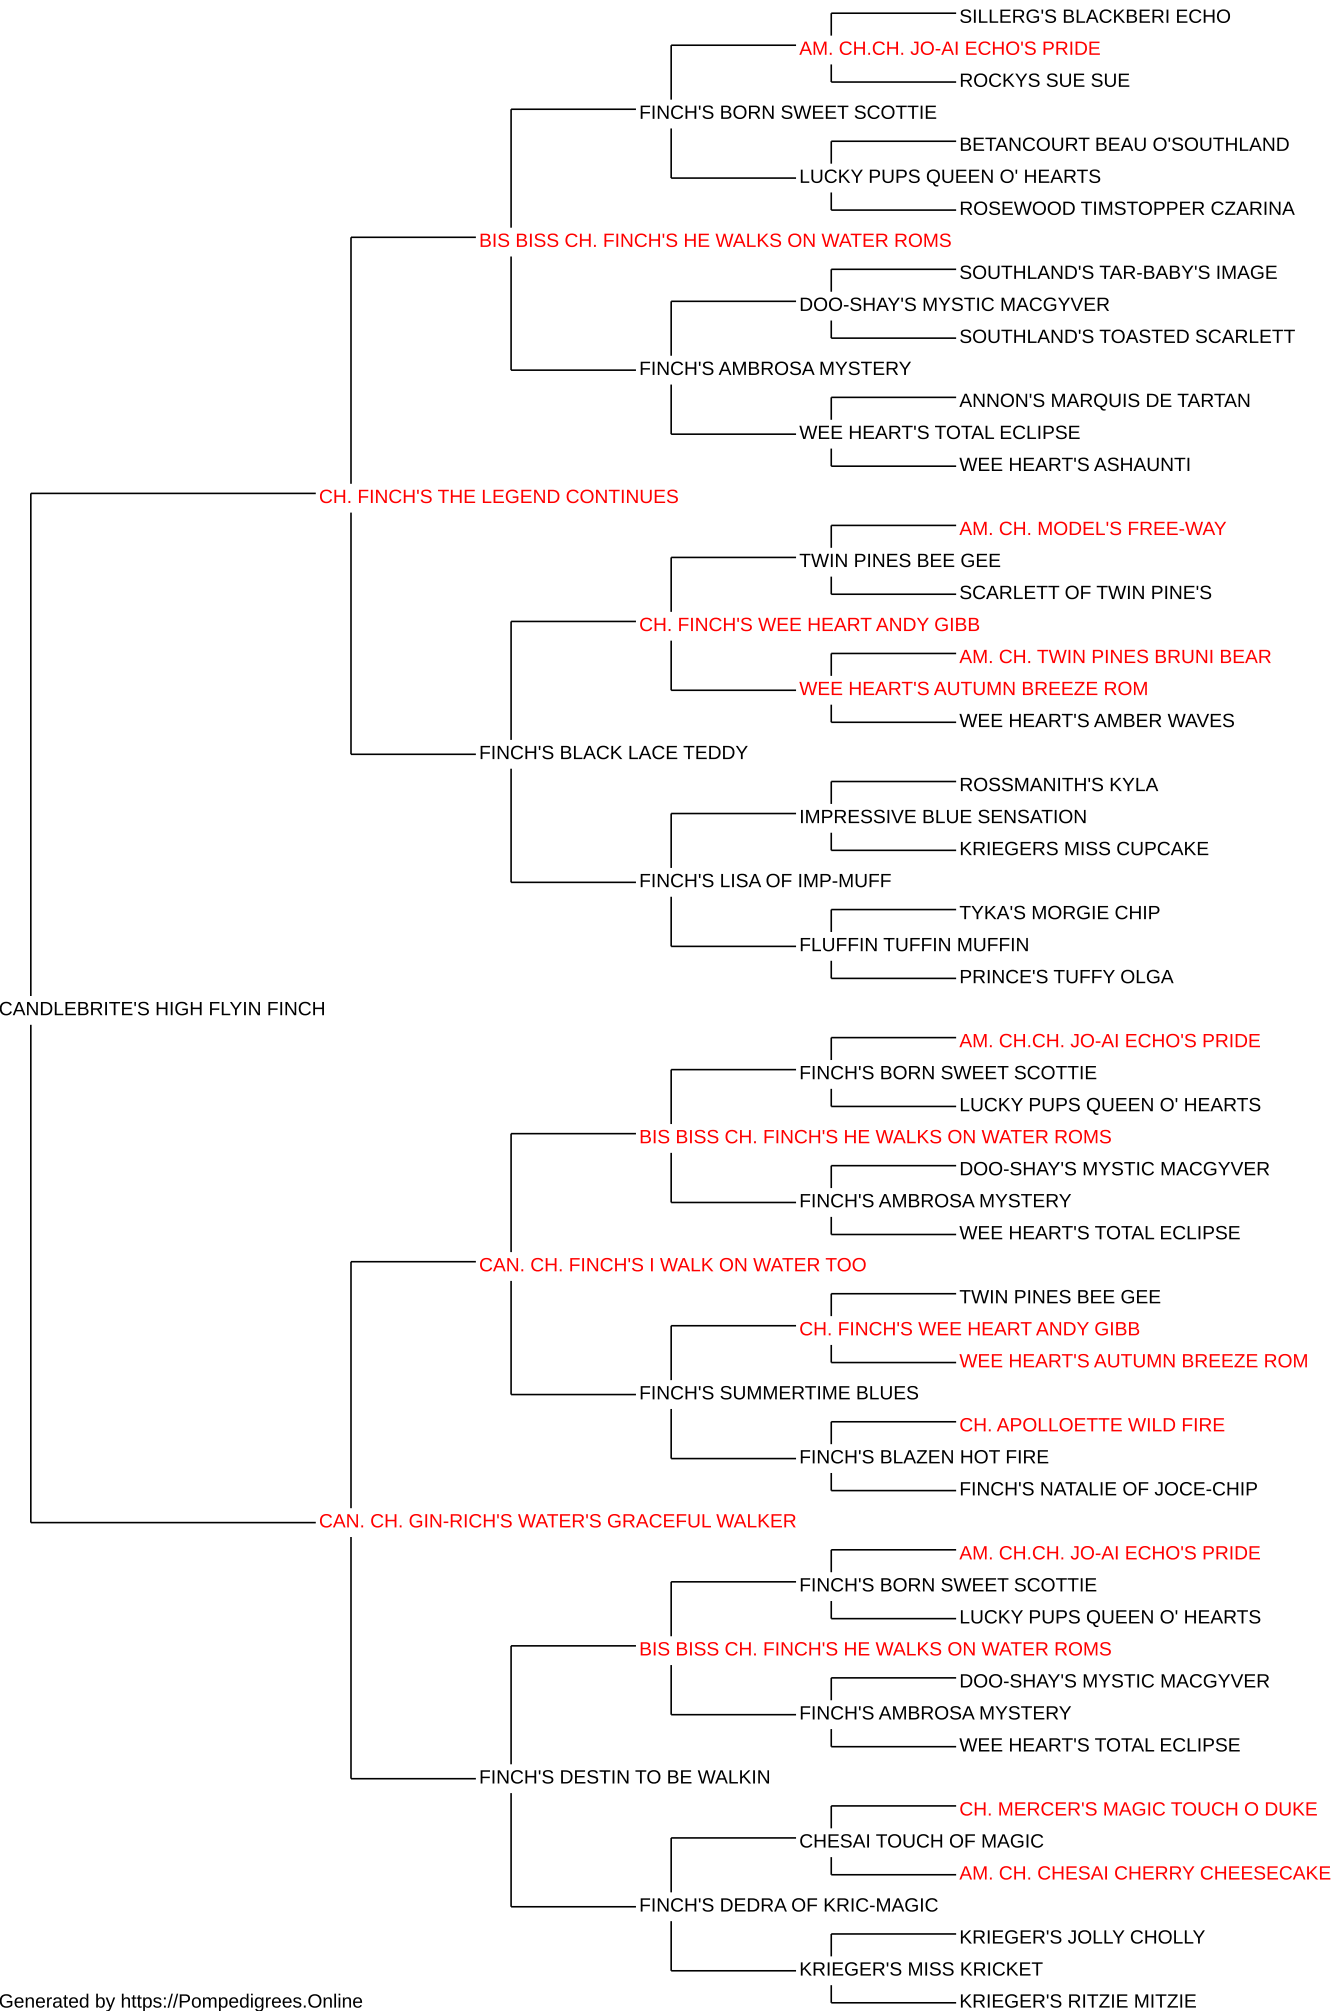 SILLERG'S BLACKBERI ECHO
AM. CH.CH. JO-AI ECHO'S PRIDE
ROCKYS SUE SUE
FINCH'S BORN SWEET SCOTTIE
BETANCOURT BEAU O'SOUTHLAND
LUCKY PUPS QUEEN O' HEARTS
ROSEWOOD TIMSTOPPER CZARINA
BIS BISS CH. FINCH'S HE WALKS ON WATER ROMS
SOUTHLAND'S TAR-BABY'S IMAGE
DOO-SHAY'S MYSTIC MACGYVER
SOUTHLAND'S TOASTED SCARLETT
FINCH'S AMBROSA MYSTERY
ANNON'S MARQUIS DE TARTAN
WEE HEART'S TOTAL ECLIPSE
WEE HEART'S ASHAUNTI
CH. FINCH'S THE LEGEND CONTINUES
AM. CH. MODEL'S FREE-WAY
TWIN PINES BEE GEE
SCARLETT OF TWIN PINE'S
CH. FINCH'S WEE HEART ANDY GIBB
AM. CH. TWIN PINES BRUNI BEAR
WEE HEART'S AUTUMN BREEZE ROM
WEE HEART'S AMBER WAVES
FINCH'S BLACK LACE TEDDY
ROSSMANITH'S KYLA
IMPRESSIVE BLUE SENSATION
KRIEGERS MISS CUPCAKE
FINCH'S LISA OF IMP-MUFF
TYKA'S MORGIE CHIP
FLUFFIN TUFFIN MUFFIN
PRINCE'S TUFFY OLGA
CANDLEBRITE'S HIGH FLYIN FINCH
AM. CH.CH. JO-AI ECHO'S PRIDE
FINCH'S BORN SWEET SCOTTIE
LUCKY PUPS QUEEN O' HEARTS
BIS BISS CH. FINCH'S HE WALKS ON WATER ROMS
DOO-SHAY'S MYSTIC MACGYVER
FINCH'S AMBROSA MYSTERY
WEE HEART'S TOTAL ECLIPSE
CAN. CH. FINCH'S I WALK ON WATER TOO
TWIN PINES BEE GEE
CH. FINCH'S WEE HEART ANDY GIBB
WEE HEART'S AUTUMN BREEZE ROM
FINCH'S SUMMERTIME BLUES
CH. APOLLOETTE WILD FIRE
FINCH'S BLAZEN HOT FIRE
FINCH'S NATALIE OF JOCE-CHIP
CAN. CH. GIN-RICH'S WATER'S GRACEFUL WALKER
AM. CH.CH. JO-AI ECHO'S PRIDE
FINCH'S BORN SWEET SCOTTIE
LUCKY PUPS QUEEN O' HEARTS
BIS BISS CH. FINCH'S HE WALKS ON WATER ROMS
DOO-SHAY'S MYSTIC MACGYVER
FINCH'S AMBROSA MYSTERY
WEE HEART'S TOTAL ECLIPSE
FINCH'S DESTIN TO BE WALKIN
CH. MERCER'S MAGIC TOUCH O DUKE
CHESAI TOUCH OF MAGIC
AM. CH. CHESAI CHERRY CHEESECAKE
FINCH'S DEDRA OF KRIC-MAGIC
KRIEGER'S JOLLY CHOLLY
KRIEGER'S MISS KRICKET
KRIEGER'S RITZIE MITZIE
Generated by https://Pompedigrees.Online